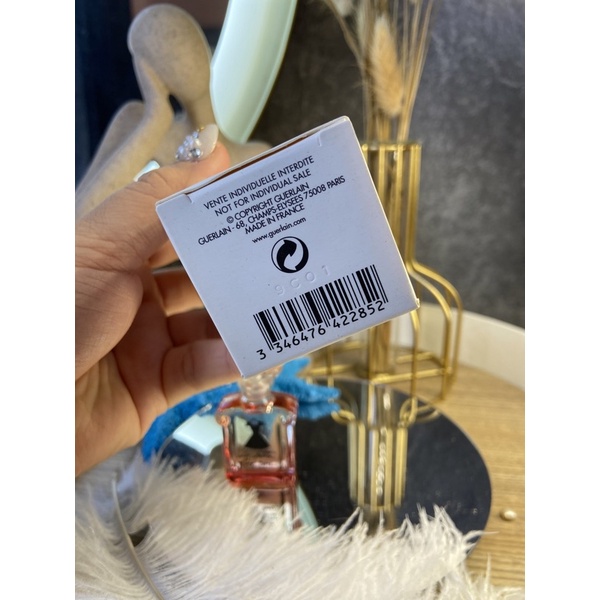 VENTE INDIVIDUELLE INTERDITE
NOT FOR INDIVIDUAL SALE
© COPYRIGHT GUERLAIN
GUERLAIN - 68, CHAMPS-ELYSEES 75008 PARIS
MADE IN FRANCE
www.guerlain.com
9C01
3 346476 422852